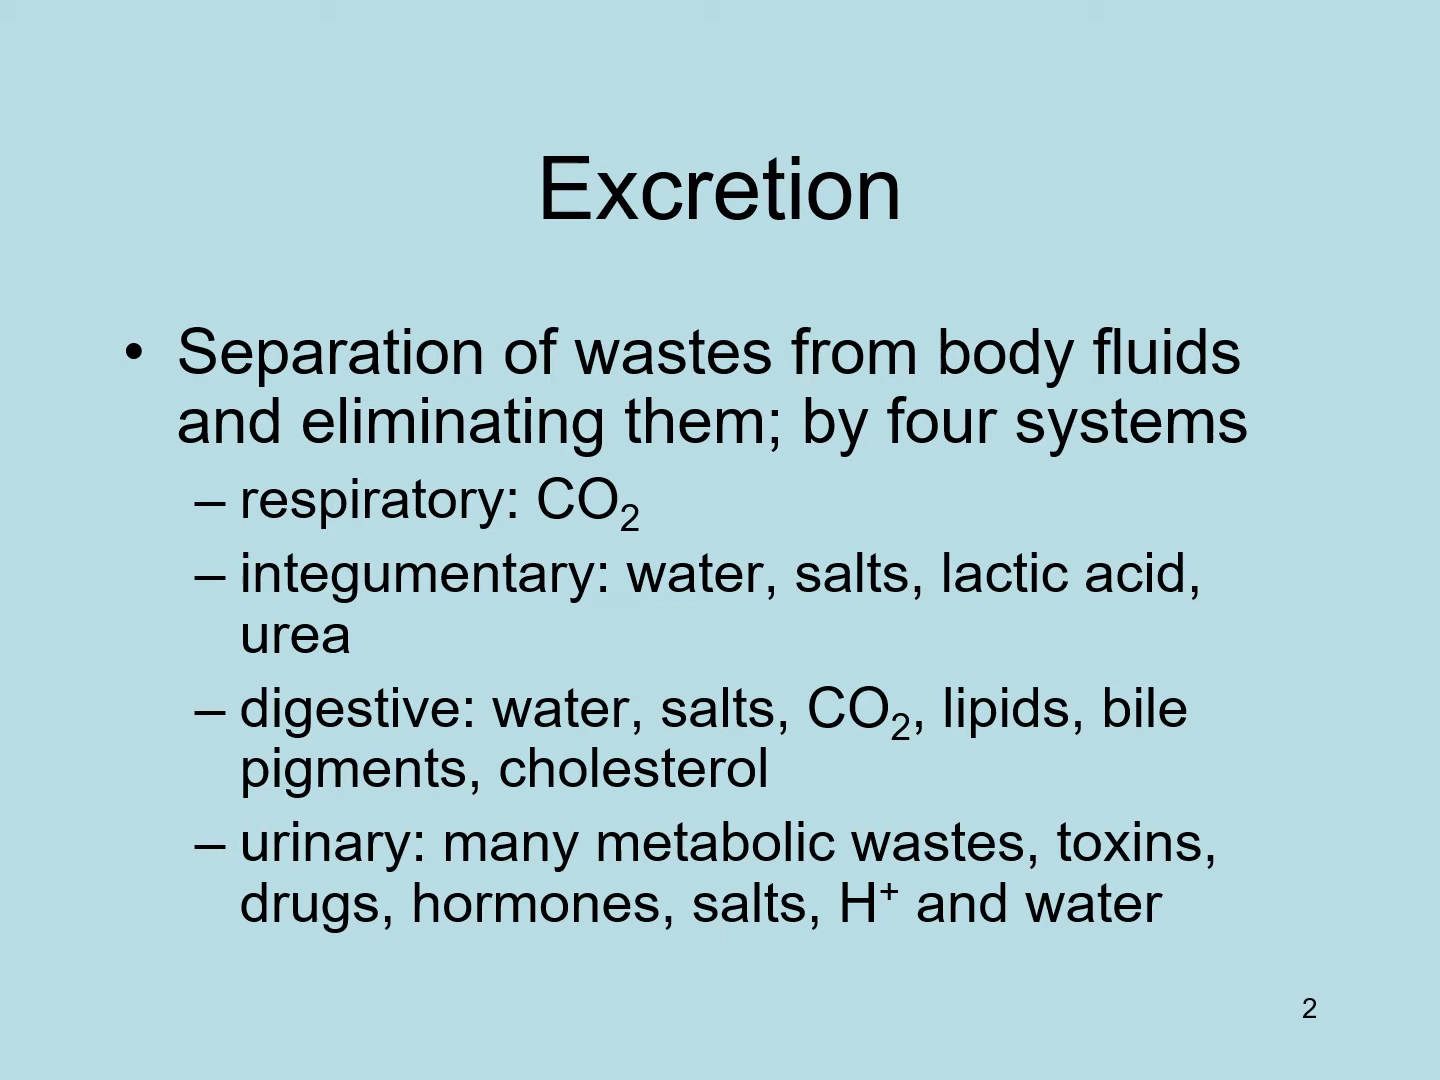 Excretion
• Separation of wastes from body fluids
and eliminating them; by four systems
– respiratory: CO₂
– integumentary: water, salts, lactic acid,
urea
– digestive: water, salts, CO₂, lipids, bile
pigments, cholesterol
– urinary: many metabolic wastes, toxins,
drugs, hormones, salts, H⁺ and water
2